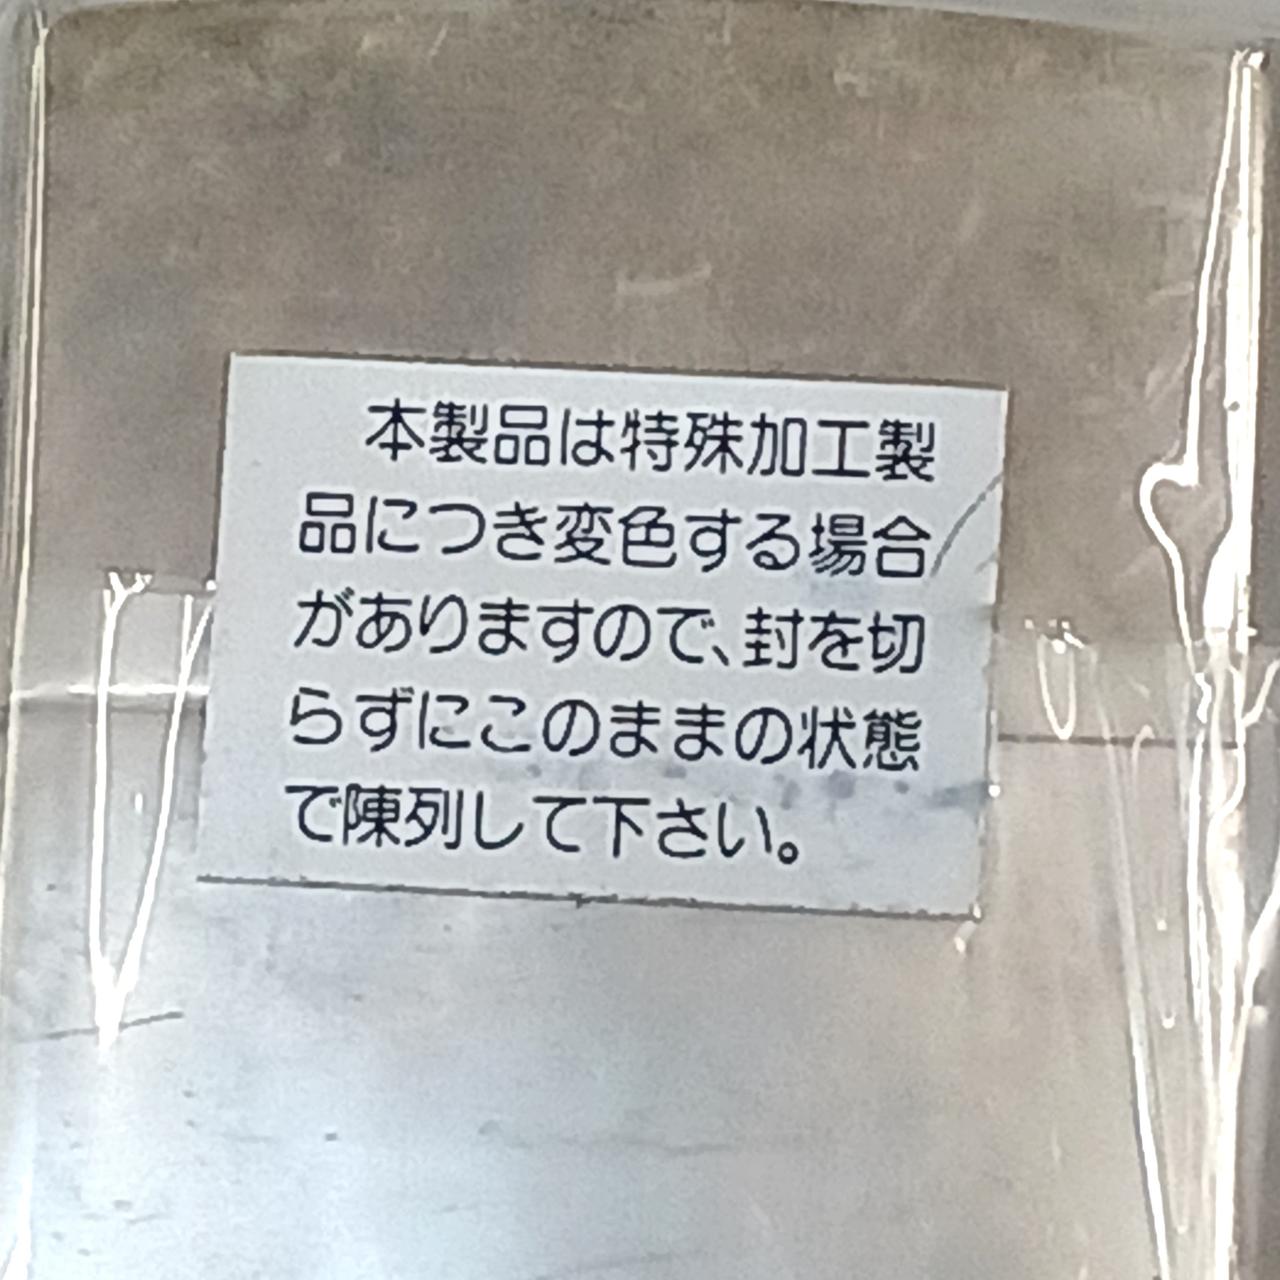 本製品は特殊加工製
品につき変色する場合
がありますので、封を切
らずにこのままの状態
で陳列して下さい。